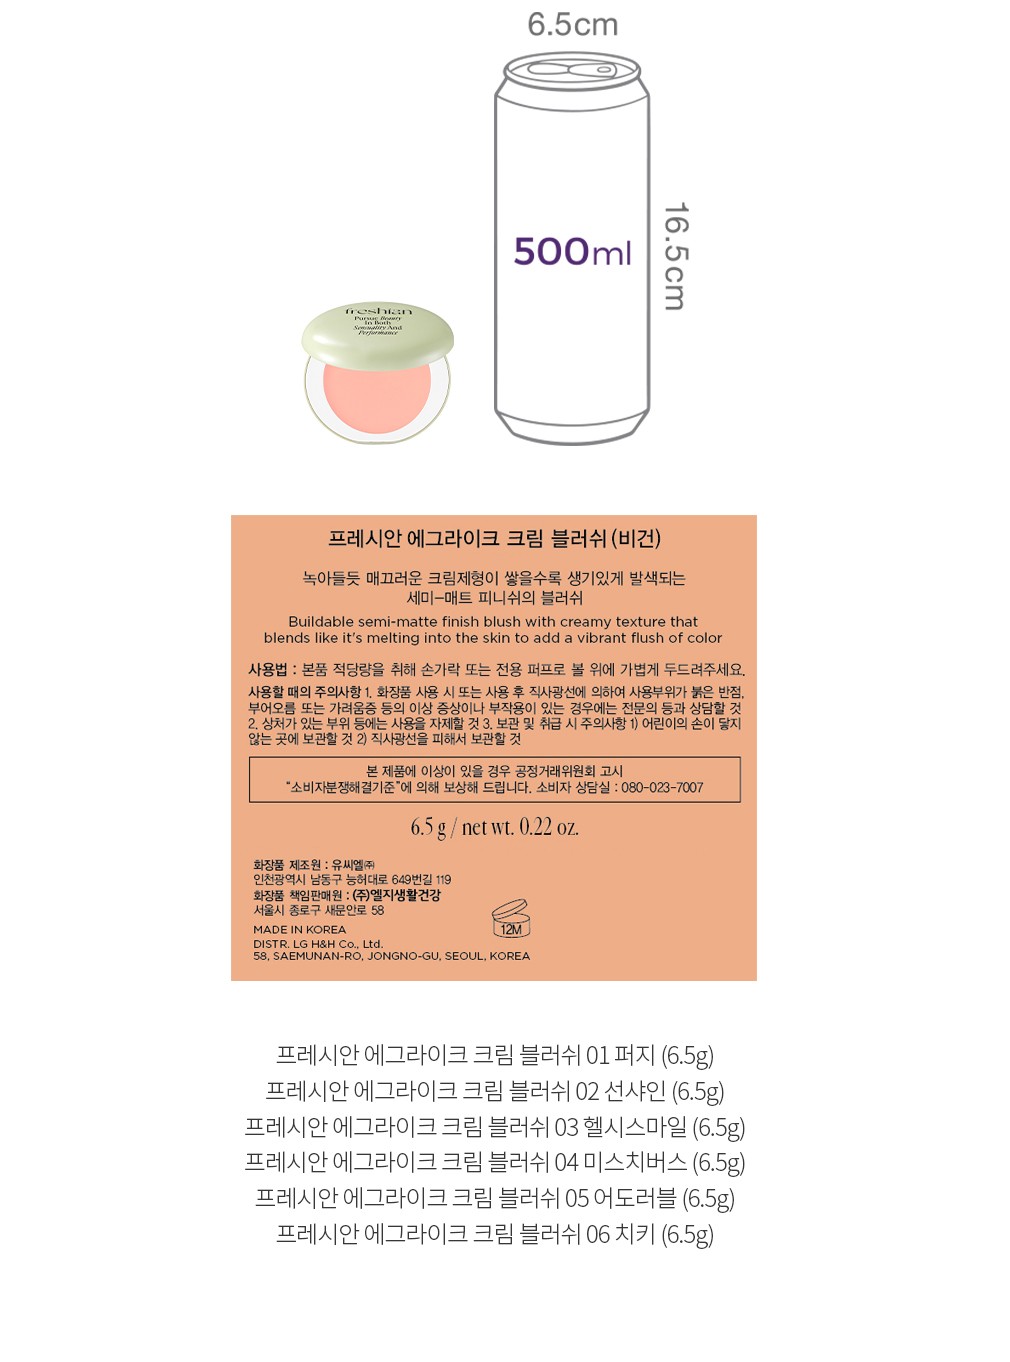 6.5cm
500ml
16.5cm
freshian
Pursue Beauty
In Both
Sensuality And
Performance
프레시안 에그라이크 크림 블러쉬 (비건)
녹아들듯 매끄러운 크림제형이 쌓을수록 생기있게 발색되는
세미-매트 피니쉬의 블러쉬
Buildable semi-matte finish blush with creamy texture that
blends like it's melting into the skin to add a vibrant flush of color
사용법 : 본품 적당량을 취해 손가락 또는 전용 퍼프로 볼 위에 가볍게 두드려주세요.
사용할 때의 주의사항 1. 화장품 사용 시 또는 사용 후 직사광선에 의하여 사용부위가 붉은 반점,
부어오름 또는 가려움증 등의 이상 증상이나 부작용이 있는 경우에는 전문의 등과 상담할 것
2. 상처가 있는 부위 등에는 사용을 자제할 것 3. 보관 및 취급 시 주의사항 1) 어린이의 손이 닿지
않는 곳에 보관할 것 2) 직사광선을 피해서 보관할 것
본 제품에 이상이 있을 경우 공정거래위원회 고시
“소비자분쟁해결기준”에 의해 보상해 드립니다. 소비자 상담실 : 080-023-7007
6.5 g / net wt. 0.22 oz.
화장품 제조원 : 유씨엘㈜
인천광역시 남동구 능허대로 649번길 119
화장품 책임판매원 : (주)엘지생활건강
서울시 종로구 새문안로 58
12M
MADE IN KOREA
DISTR. LG H&H Co., Ltd.
58, SAEMUNAN-RO, JONGNO-GU, SEOUL, KOREA
프레시안 에그라이크 크림 블러쉬 01 퍼지 (6.5g)
프레시안 에그라이크 크림 블러쉬 02 선샤인 (6.5g)
프레시안 에그라이크 크림 블러쉬 03 헬시스마일 (6.5g)
프레시안 에그라이크 크림 블러쉬 04 미스치버스 (6.5g)
프레시안 에그라이크 크림 블러쉬 05 어도러블 (6.5g)
프레시안 에그라이크 크림 블러쉬 06 치키 (6.5g)